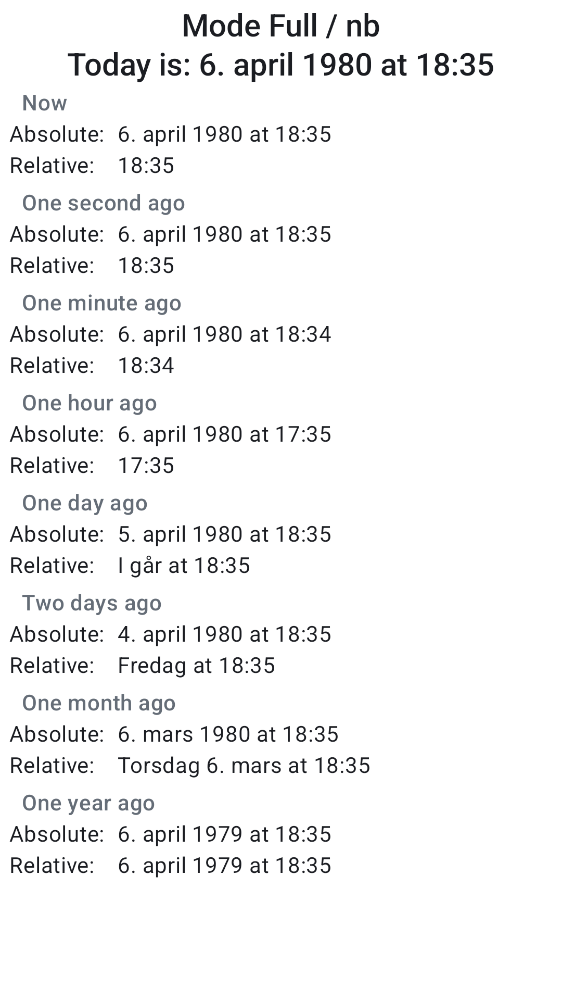 Mode Full / nb
Today is: 6. april 1980 at 18:35
Now
Absolute: 6. april 1980 at 18:35
Relative: 18:35
One second ago
Absolute: 6. april 1980 at 18:35
Relative: 18:35
One minute ago
Absolute: 6. april 1980 at 18:34
Relative: 18:34
One hour ago
Absolute: 6. april 1980 at 17:35
Relative: 17:35
One day ago
Absolute: 5. april 1980 at 18:35
Relative: I går at 18:35
Two days ago
Absolute: 4. april 1980 at 18:35
Relative: Fredag at 18:35
One month ago
Absolute: 6. mars 1980 at 18:35
Relative: Torsdag 6. mars at 18:35
One year ago
Absolute: 6. april 1979 at 18:35
Relative: 6. april 1979 at 18:35